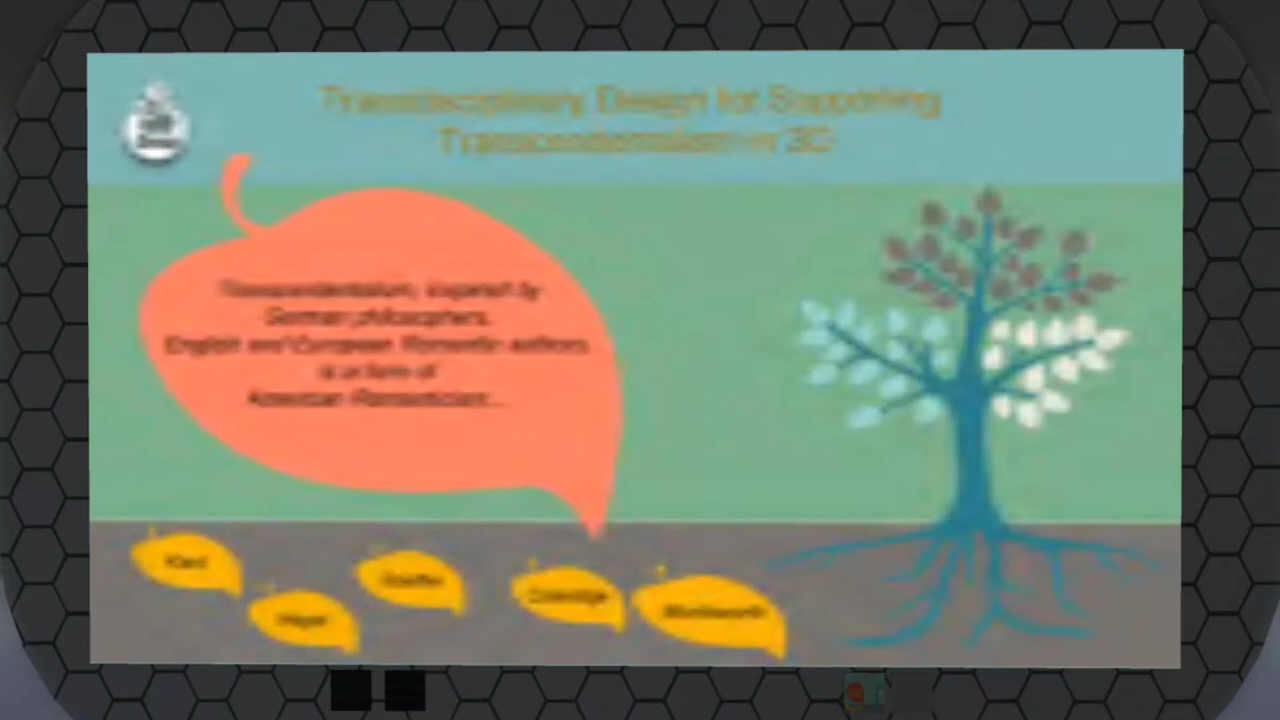 Transdisciplinary Design for Supporting
Transcendentalism in 3D
Transcendentalism, inspired by
German philosophers,
English and European Romantic authors
is a form of
American Romanticism...
Kant
Hegel
Goethe
Coleridge
Wordsworth